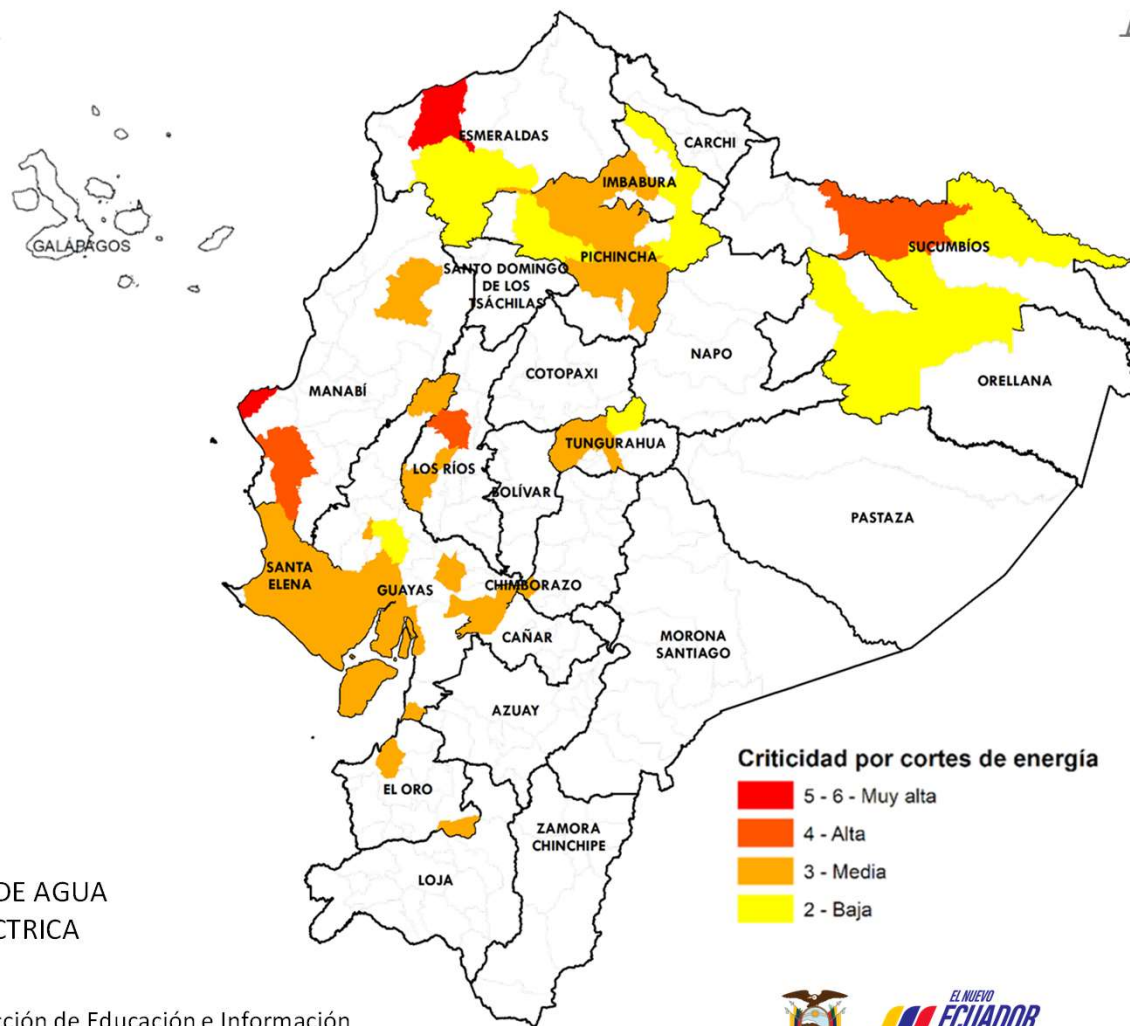 ESMERALDAS
CARCHI
IMBABURA
GALÁPAGOS
SUCUMBÍOS
PICHINCHA
SANTO DOMINGO
DE LOS
TSÁCHILAS
NAPO
COTOPAXI
ORELLANA
MANABÍ
TUNGURAHUA
LOS RÍOS
BOLÍVAR
PASTAZA
SANTA
ELENA
GUAYAS
CHIMBORAZO
CAÑAR
MORONA
SANTIAGO
AZUAY
EL ORO
ZAMORA
CHINCHIPE
LOJA
Criticidad por cortes de energía
5 - 6 - Muy alta
4 - Alta
3 - Media
2 - Baja
DE AGUA
CTRICA
cción de Educación e Información
EL NUEVO
ECUADOR